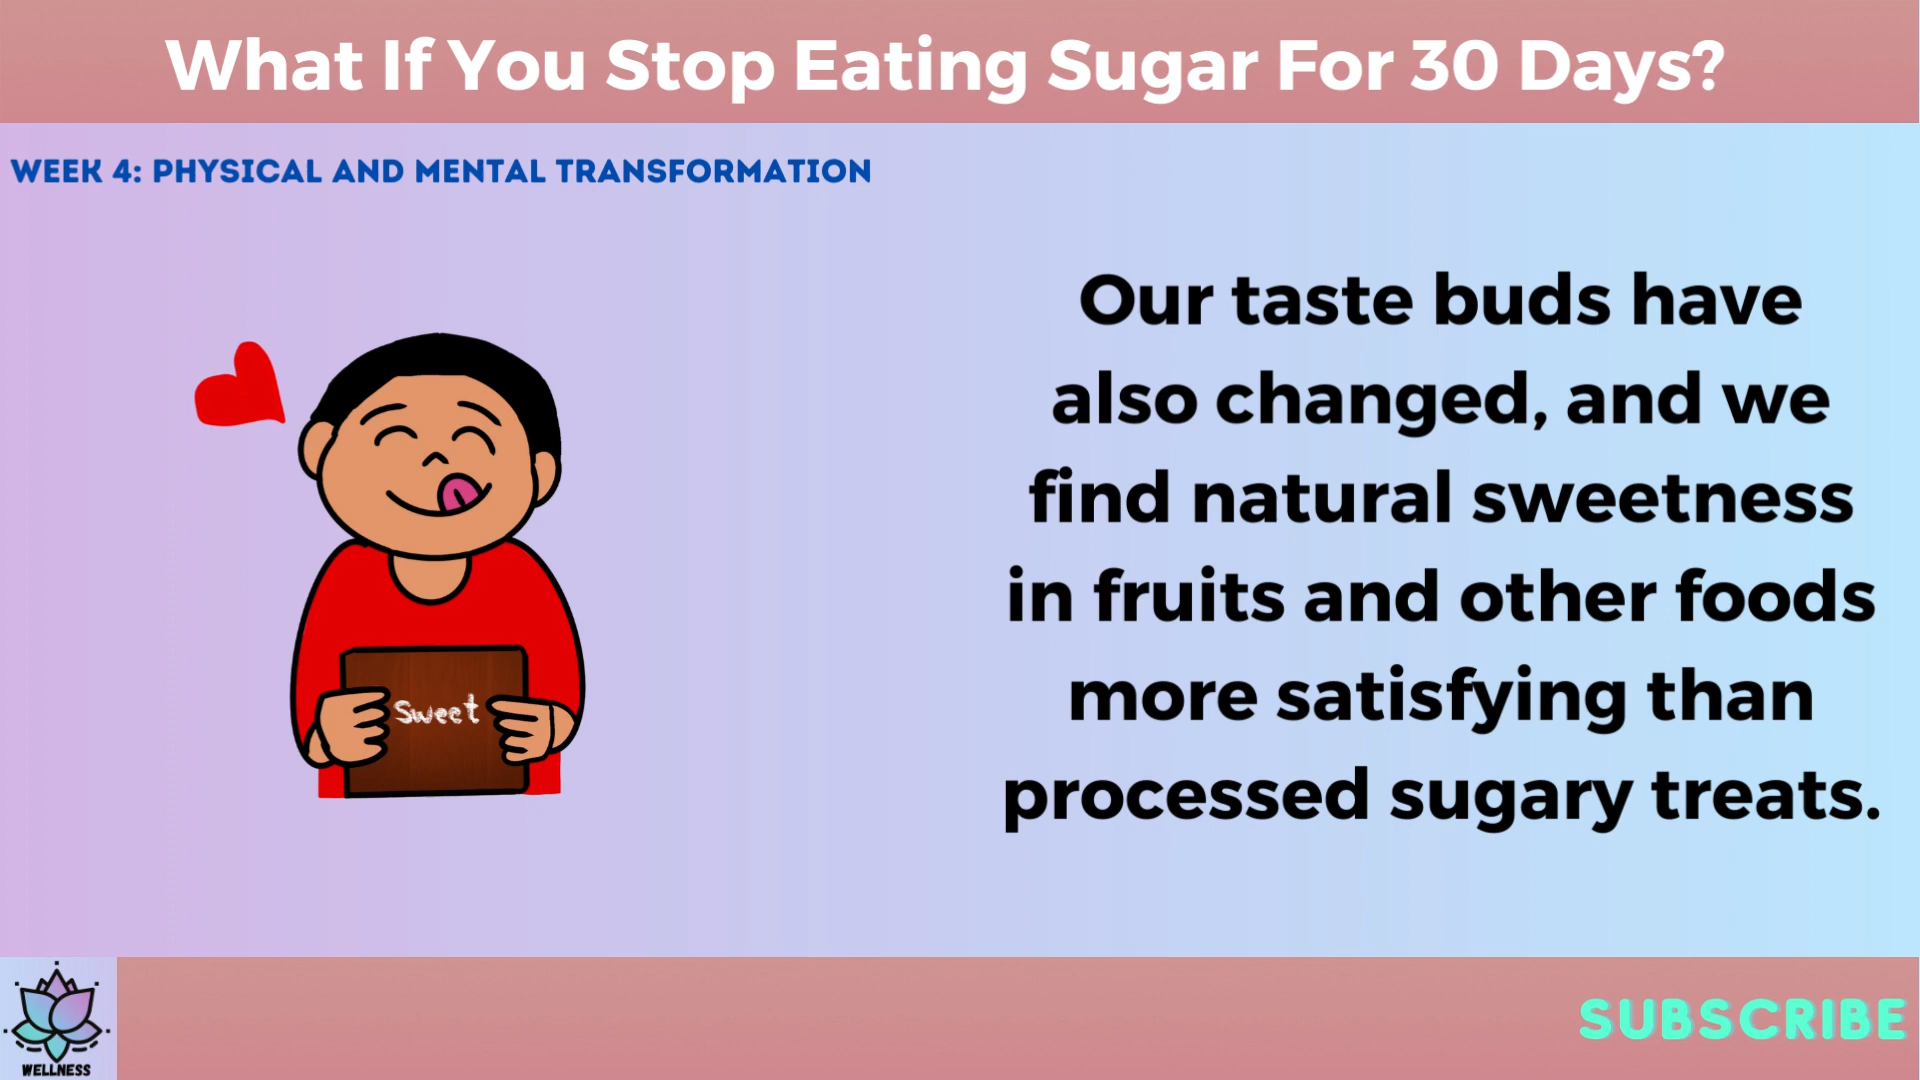 What If You Stop Eating Sugar For 30 Days?
WEEK 4: PHYSICAL AND MENTAL TRANSFORMATION
Our taste buds have
also changed, and we
find natural sweetness
in fruits and other foods
more satisfying than
processed sugary treats.
Sweet
WELLNESS
SUBSCRIBE